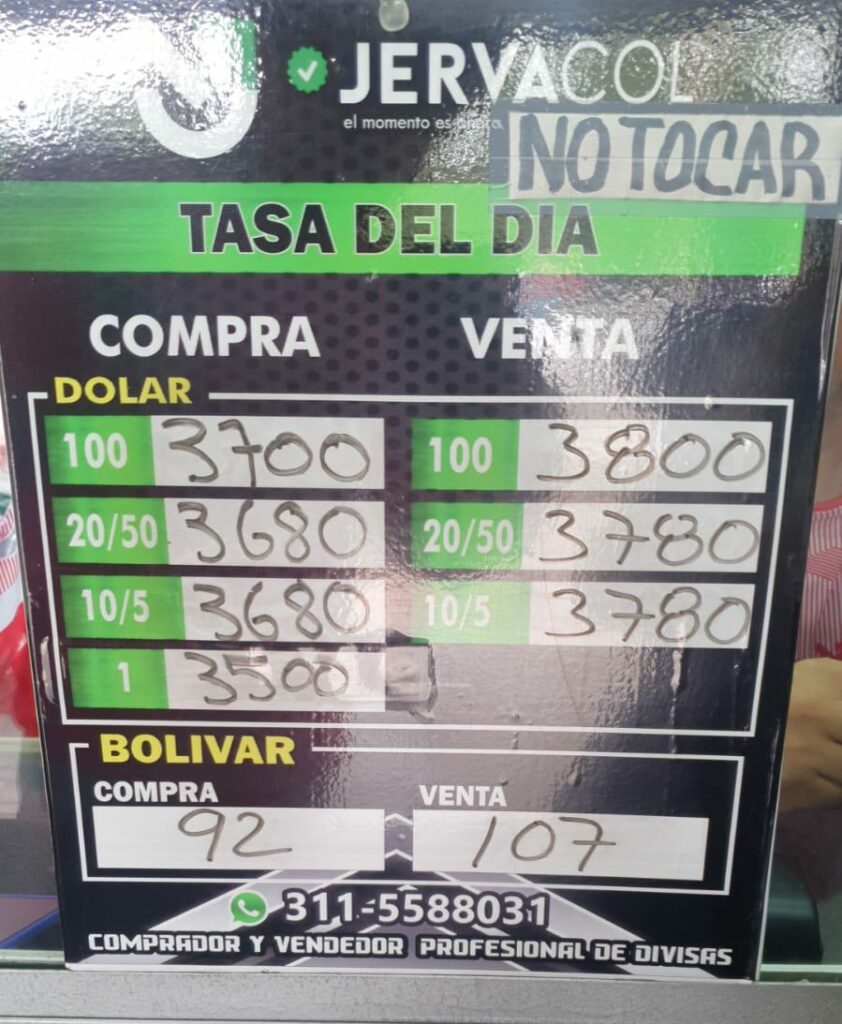 JERVACOL
el momento es ahora
NO TOCAR
TASA DEL DIA
COMPRA VENTA
DOLAR
100 3700 100 3800
20/50 3680 20/50 3780
10/5 3680 10/5 3780
1 3500
BOLIVAR
COMPRA VENTA
92 107
311-5588031
COMPRADOR Y VENDEDOR PROFESIONAL DE DIVISAS